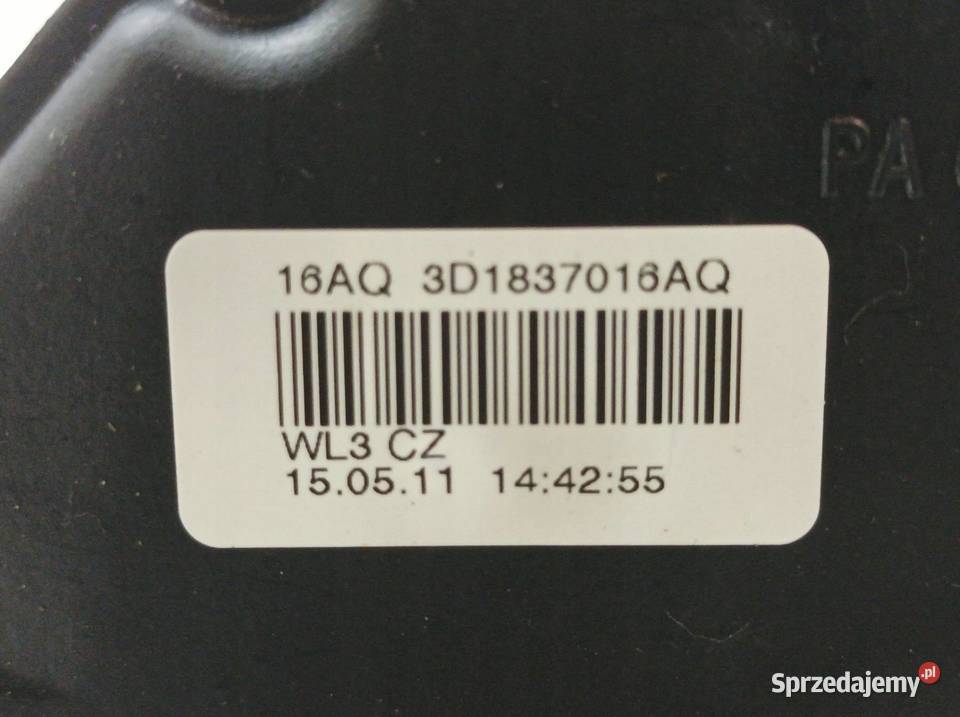 PA
16AQ 3D1837016AQ
WL3 CZ
15.05.11 14:42:55
Sprzedajemy.pl